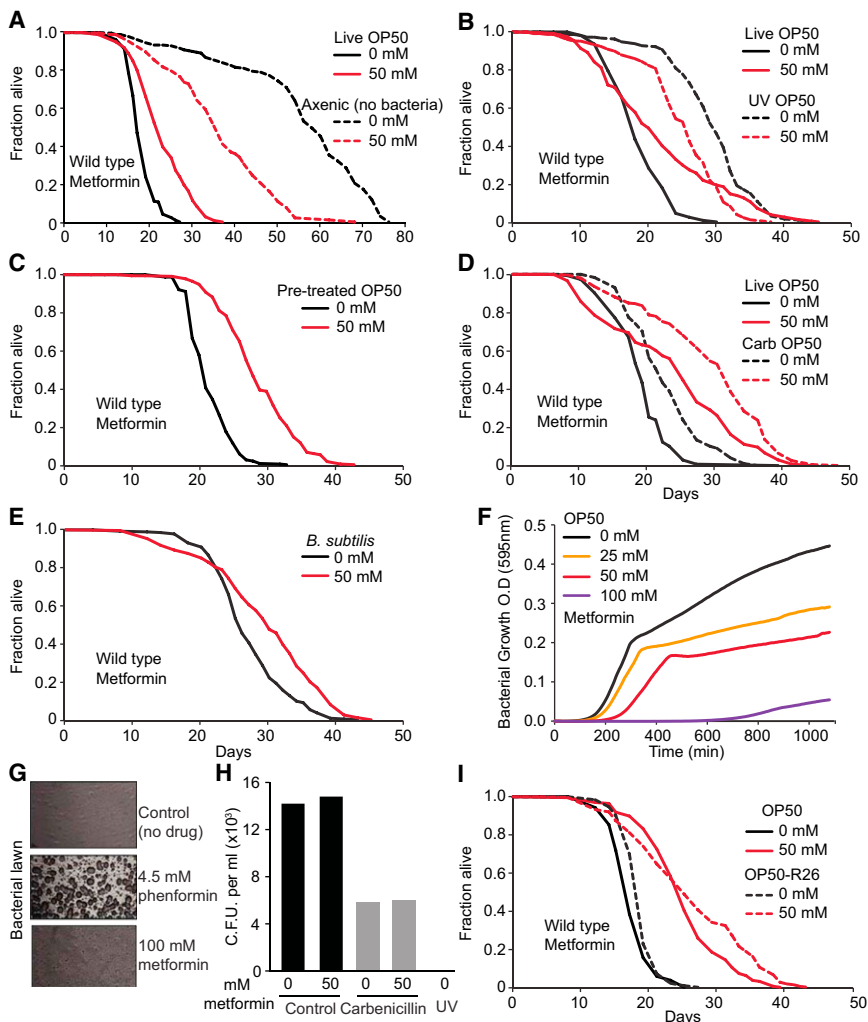 A
Live OP50
0 mM
50 mM
Axenic (no bacteria)
0 mM
50 mM
Wild type
Metformin
Fraction alive
1.0
0.8
0.6
0.4
0.2
0
0 10 20 30 40 50 60 70 80
B
Live OP50
0 mM
50 mM
UV OP50
0 mM
50 mM
Wild type
Metformin
Fraction alive
1.0
0.8
0.6
0.4
0.2
0
0 10 20 30 40 50
C
Pre-treated OP50
0 mM
50 mM
Wild type
Metformin
Fraction alive
1.0
0.8
0.6
0.4
0.2
0
0 10 20 30 40 50
D
Live OP50
0 mM
50 mM
Carb OP50
0 mM
50 mM
Wild type
Metformin
Fraction alive
1.0
0.8
0.6
0.4
0.2
0
0 10 20 30 40 50
Days
E
B. subtilis
0 mM
50 mM
Wild type
Metformin
Fraction alive
1.0
0.8
0.6
0.4
0.2
0
0 10 20 30 40 50
Days
F
OP50
0 mM
25 mM
50 mM
100 mM
Metformin
Bacterial Growth O.D (595nm)
0.5
0.4
0.3
0.2
0.1
0.0
0 200 400 600 800 1000
Time (min)
G
Bacterial lawn
Control
(no drug)
4.5 mM
phenformin
100 mM
metformin
H
C.F.U. per ml (x10³)
16
12
8
4
0
mM
metformin
0 50 0 50 0
Control Carbenicillin UV
I
OP50
0 mM
50 mM
OP50-R26
0 mM
50 mM
Wild type
Metformin
Fraction alive
1.0
0.8
0.6
0.4
0.2
0
0 10 20 30 40 50
Days